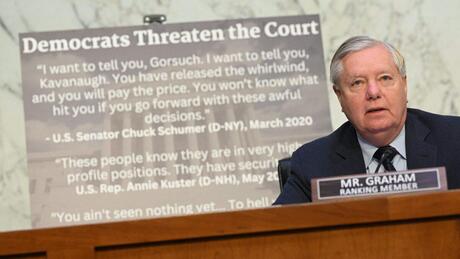 Democrats Threaten the Court
“I want to tell you, Gorsuch. I want to tell you,
Kavanaugh. You have released the whirlwind,
and you will pay the price. You won't know what
hit you if you go forward with these awful
decisions.”
- U.S. Senator Chuck Schumer (D-NY), March 2020
“These people know they are in very high
profile positions. They have securi
U.S. Rep. Annie Kuster (D-NH), May 20
“You ain't seen nothing yet... To hell
MR. GRAHAM
RANKING MEMBER